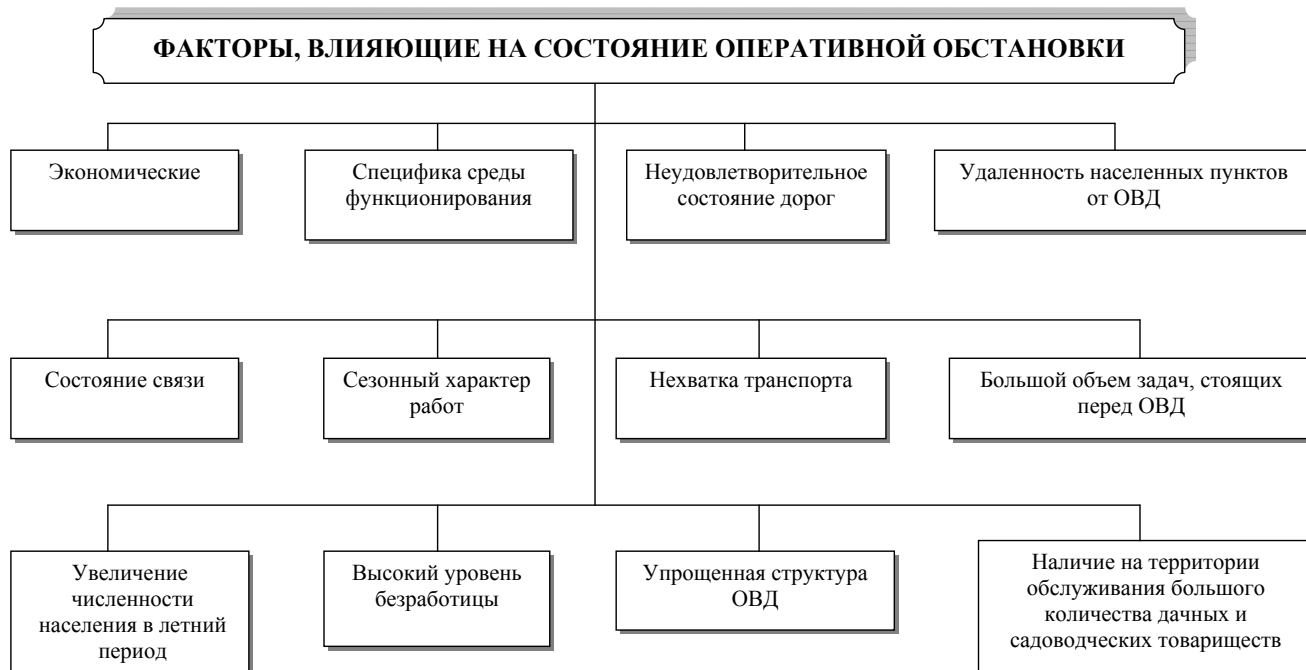 ФАКТОРЫ, ВЛИЯЮЩИЕ НА СОСТОЯНИЕ ОПЕРАТИВНОЙ ОБСТАНОВКИ
Экономические
Специфика среды
функционирования
Неудовлетворительное
состояние дорог
Удаленность населенных пунктов
от ОВД
Состояние связи
Сезонный характер
работ
Нехватка транспорта
Большой объем задач, стоящих
перед ОВД
Увеличение
численности
населения в летний
период
Высокий уровень
безработицы
Упрощенная структура
ОВД
Наличие на территории
обслуживания большого
количества дачных и
садоводческих товариществ